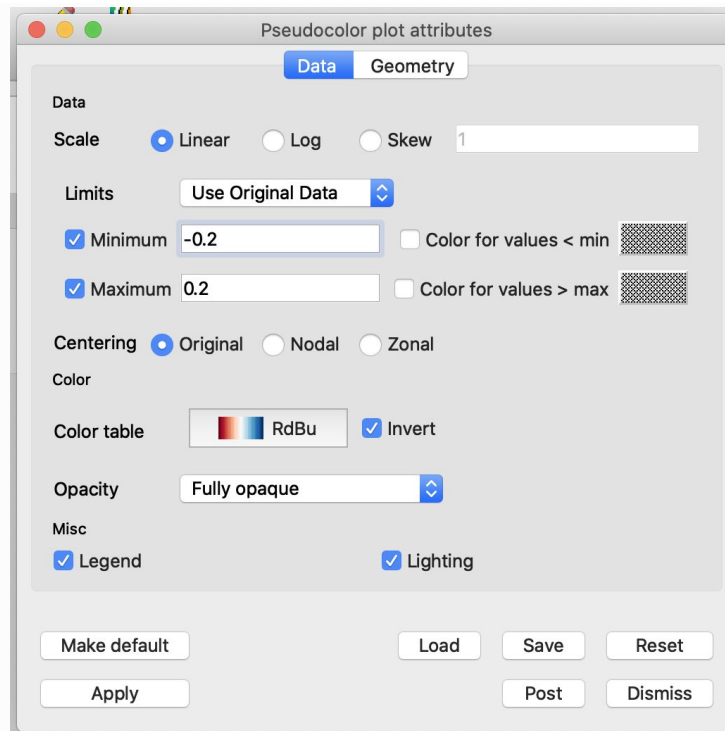 Pseudocolor plot attributes
Data Geometry
Data
Scale Linear Log Skew 1
Limits Use Original Data
Minimum -0.2 Color for values < min
Maximum 0.2 Color for values > max
Centering Original Nodal Zonal
Color
Color table RdBu Invert
Opacity Fully opaque
Misc
Legend Lighting
Make default Load Save Reset
Apply Post Dismiss